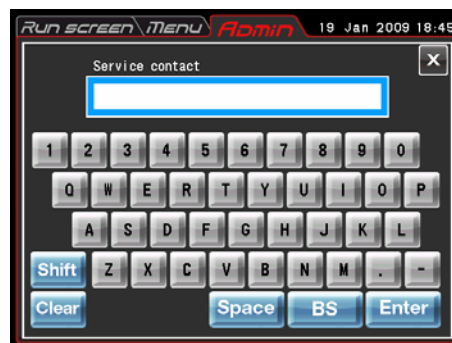 Run screen Menu Admin 19 Jan 2009 18:45
Service contact X
1 2 3 4 5 6 7 8 9 0
Q W E R T Y U I O P
A S D F G H J K L
Shift Z X C V B N M . -
Clear Space BS Enter